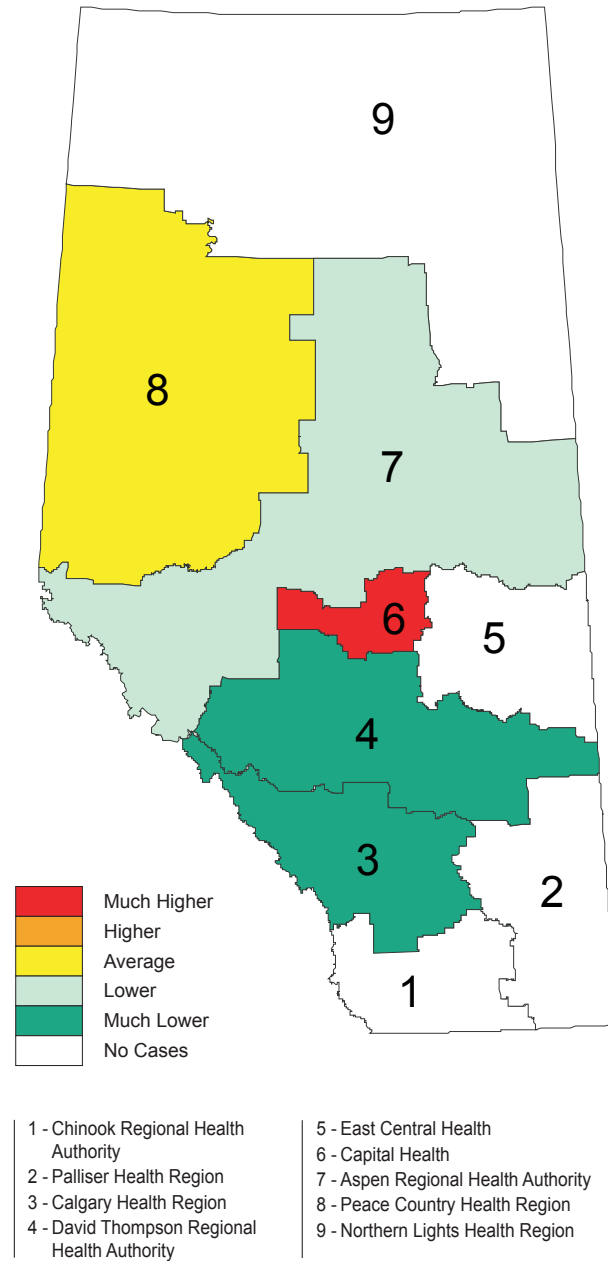 9
8
7
6
5
4
3
2
1
Much Higher
Higher
Average
Lower
Much Lower
No Cases
1 - Chinook Regional Health
Authority
2 - Palliser Health Region
3 - Calgary Health Region
4 - David Thompson Regional
Health Authority
5 - East Central Health
6 - Capital Health
7 - Aspen Regional Health Authority
8 - Peace Country Health Region
9 - Northern Lights Health Region